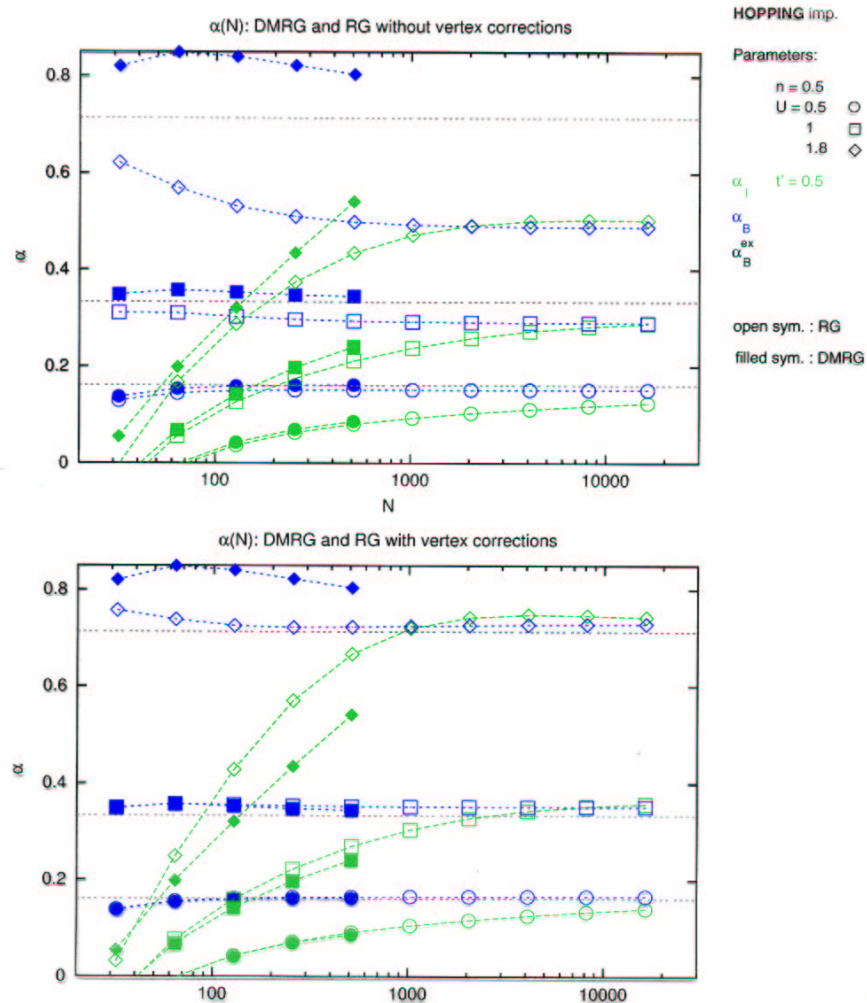 α(N): DMRG and RG without vertex corrections
0.8
0.6
0.4
0.2
0
α
100
1000
10000
N
HOPPING imp.
Parameters:
n = 0.5
U = 0.5
1
1.8
α_I t' = 0.5
α_B
α_B^ex
open sym. : RG
filled sym. : DMRG
α(N): DMRG and RG with vertex corrections
0.8
0.6
0.4
0.2
0
α
100
1000
10000